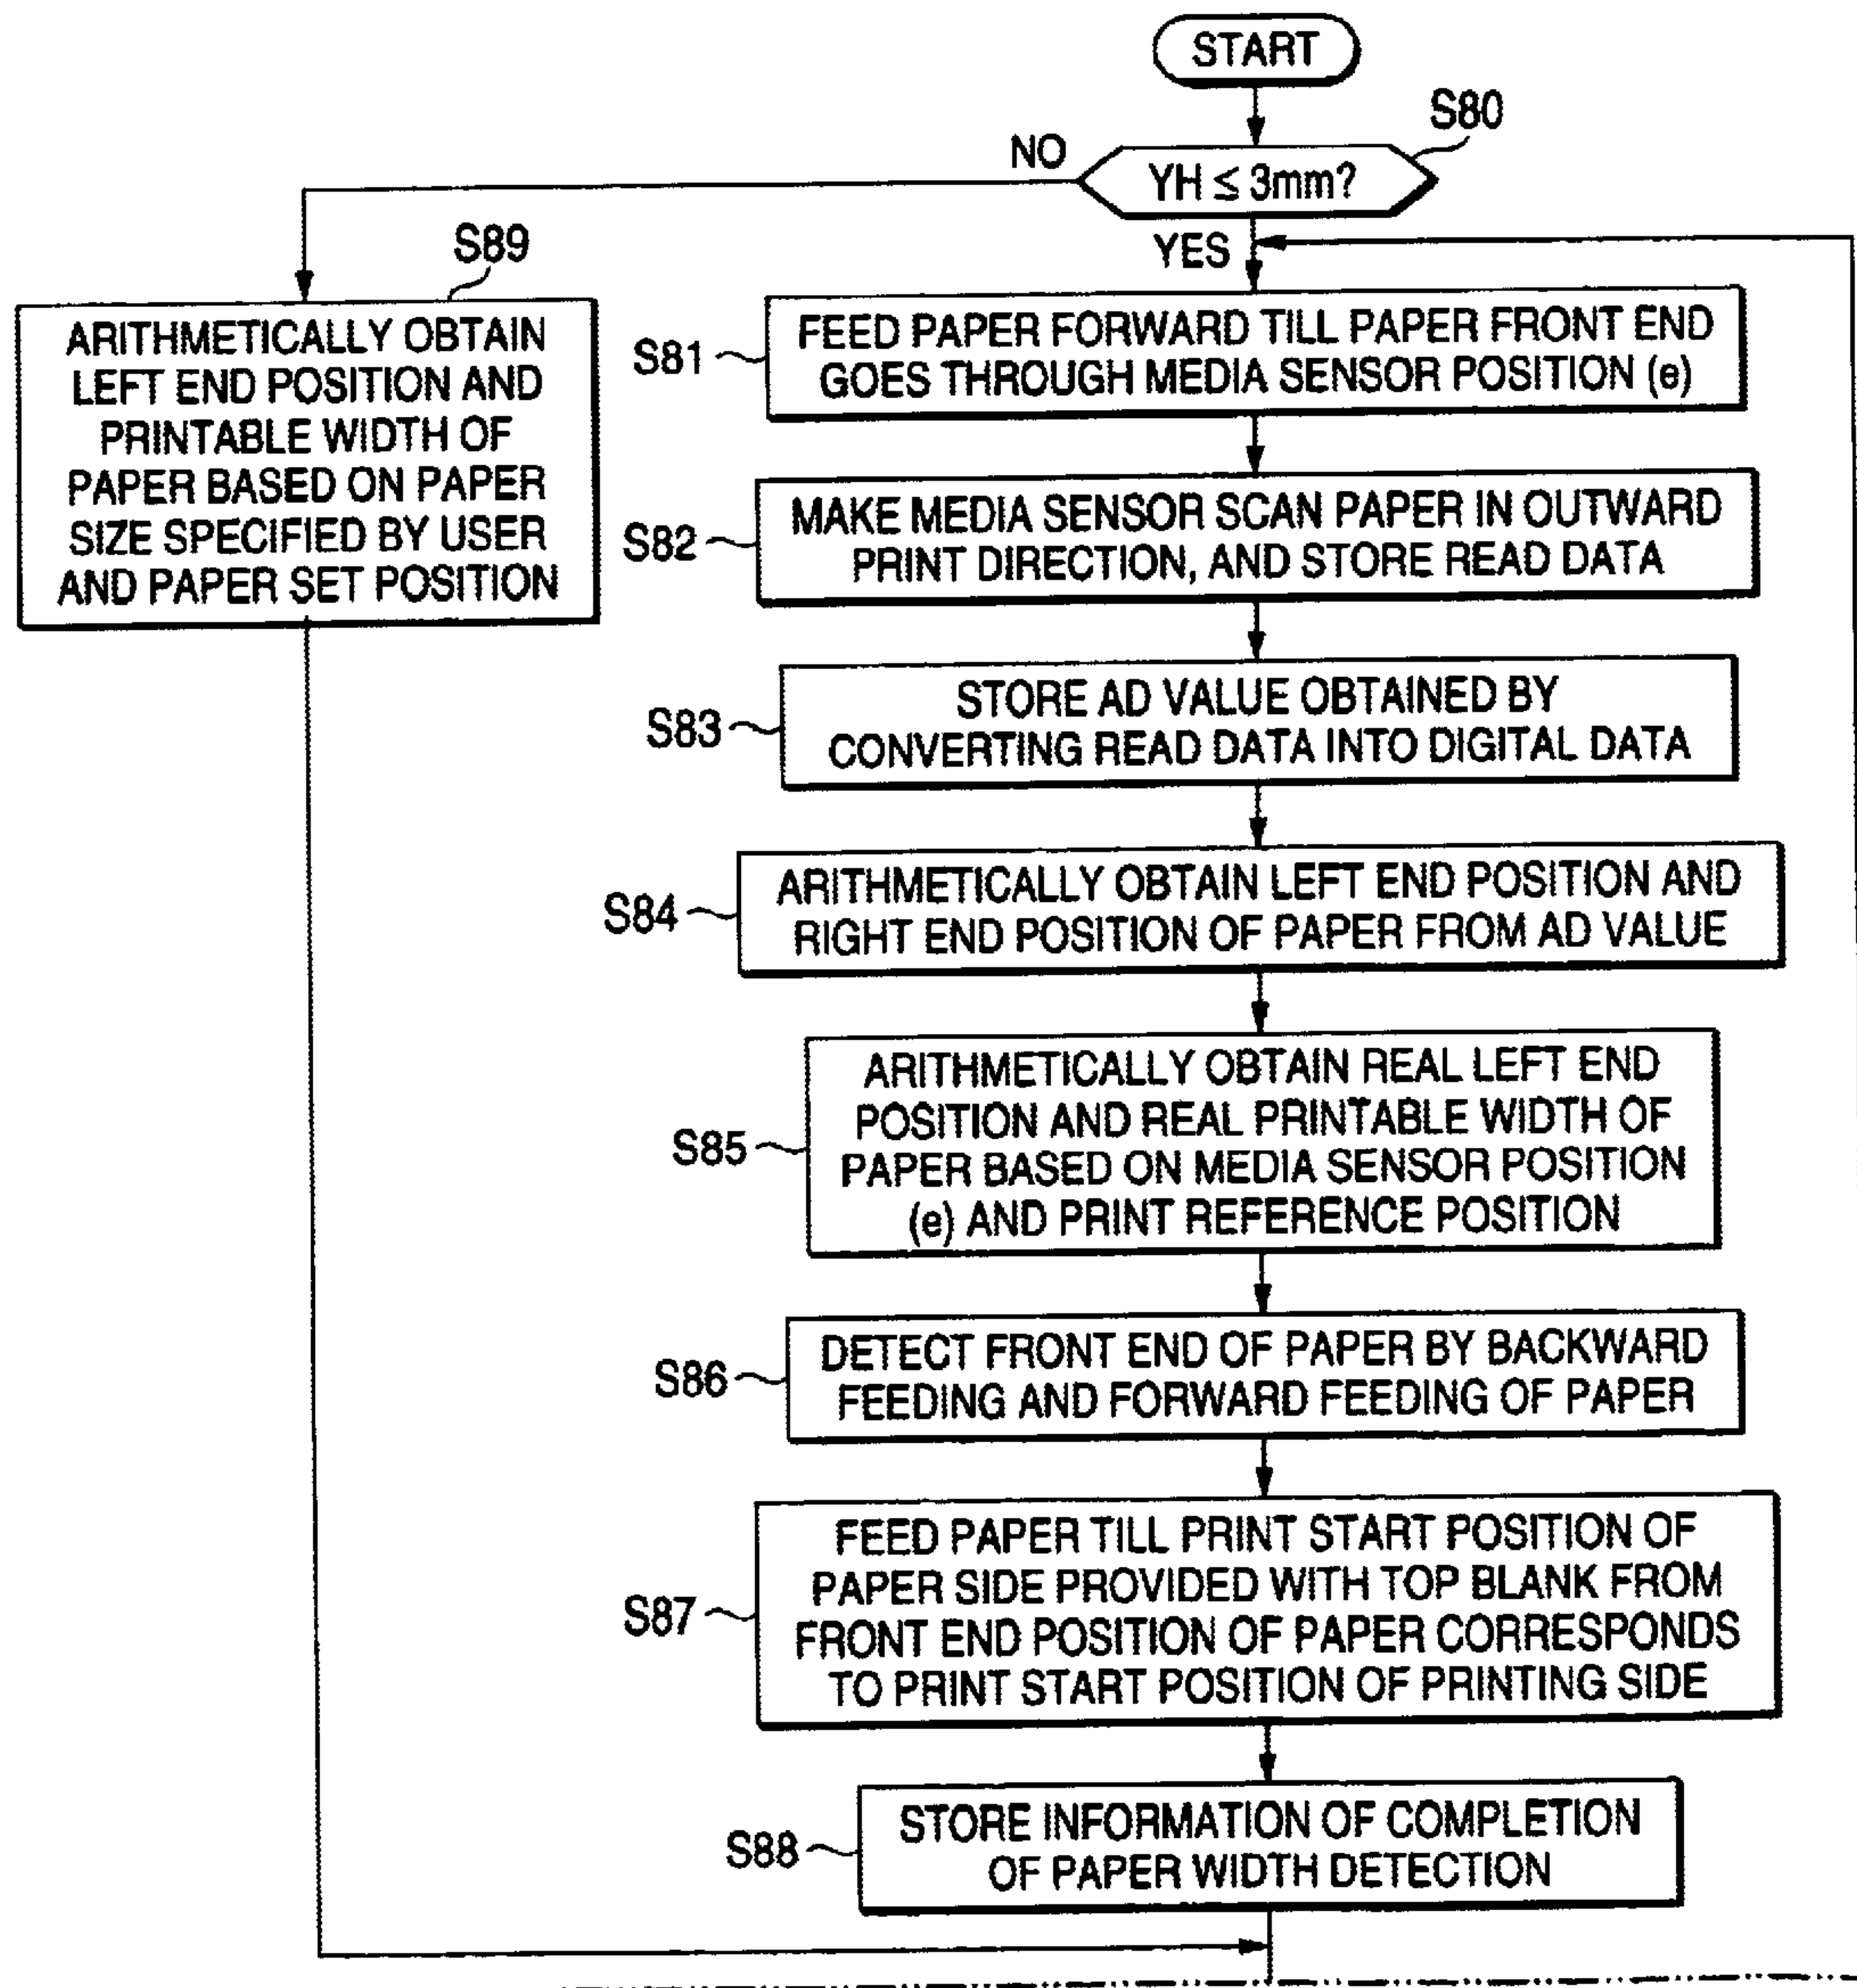 START
S80
NO
YH ≦ 3mm?
YES
S89
ARITHMETICALLY OBTAIN
LEFT END POSITION AND
PRINTABLE WIDTH OF
PAPER BASED ON PAPER
SIZE SPECIFIED BY USER
AND PAPER SET POSITION
S81
FEED PAPER FORWARD TILL PAPER FRONT END
GOES THROUGH MEDIA SENSOR POSITION (e)
S82
MAKE MEDIA SENSOR SCAN PAPER IN OUTWARD
PRINT DIRECTION, AND STORE READ DATA
S83
STORE AD VALUE OBTAINED BY
CONVERTING READ DATA INTO DIGITAL DATA
S84
ARITHMETICALLY OBTAIN LEFT END POSITION AND
RIGHT END POSITION OF PAPER FROM AD VALUE
S85
ARITHMETICALLY OBTAIN REAL LEFT END
POSITION AND REAL PRINTABLE WIDTH OF
PAPER BASED ON MEDIA SENSOR POSITION
(e) AND PRINT REFERENCE POSITION
S86
DETECT FRONT END OF PAPER BY BACKWARD
FEEDING AND FORWARD FEEDING OF PAPER
S87
FEED PAPER TILL PRINT START POSITION OF
PAPER SIDE PROVIDED WITH TOP BLANK FROM
FRONT END POSITION OF PAPER CORRESPONDS
TO PRINT START POSITION OF PRINTING SIDE
S88
STORE INFORMATION OF COMPLETION
OF PAPER WIDTH DETECTION